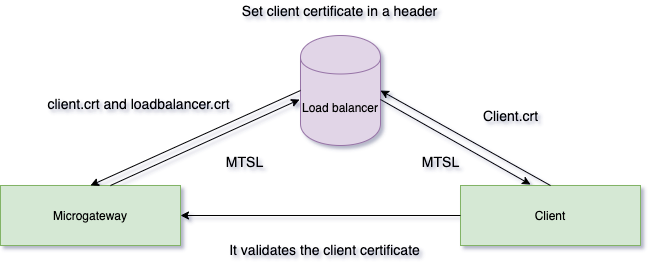 Set client certificate in a header
Load balancer
client.crt and loadbalancer.crt
Client.crt
MTSL
MTSL
Microgateway
Client
It validates the client certificate